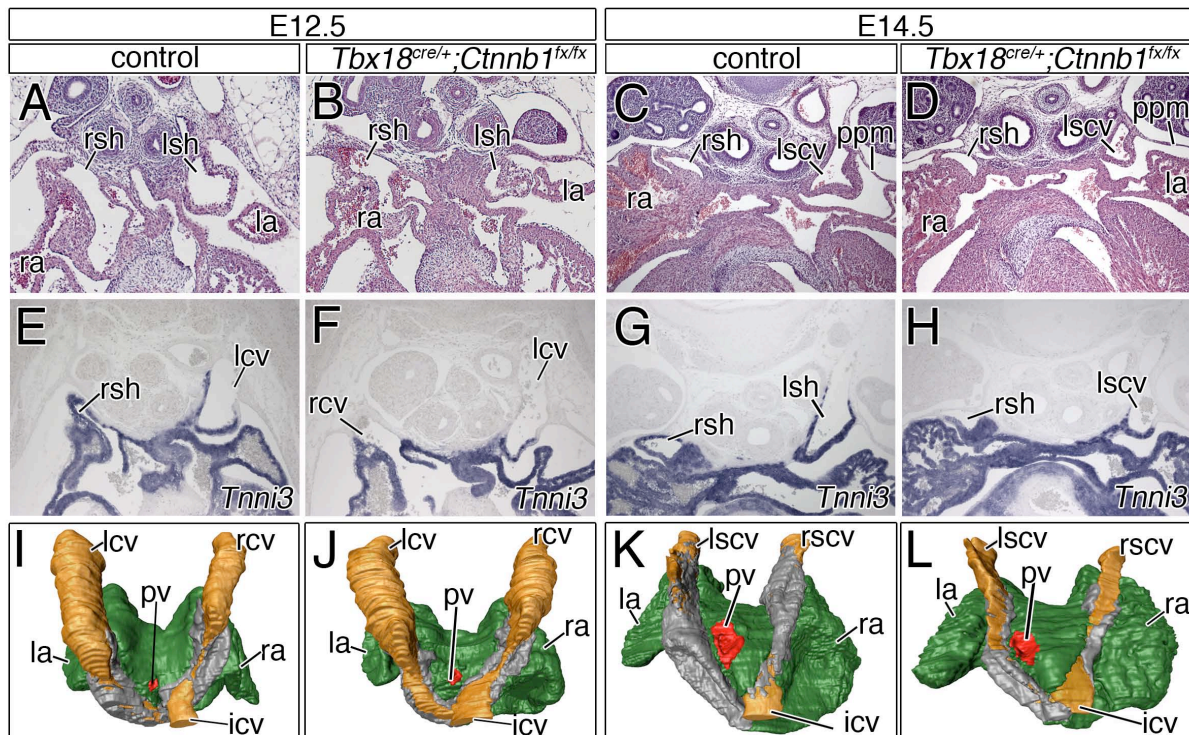 E12.5 E14.5
control Tbx18cre/+;Ctnnb1fx/fx control Tbx18cre/+;Ctnnb1fx/fx
A rsh lsh la ra
B rsh lsh la ra
C rsh lscv ppm ra
D rsh lscv ppm la ra
E rsh lcv Tnni3
F rcv lcv Tnni3
G rsh lsh Tnni3
H rsh lscv Tnni3
I lcv rcv pv la ra icv
J lcv rcv la pv ra icv
K lscv rscv la pv ra icv
L lscv rscv la pv ra icv